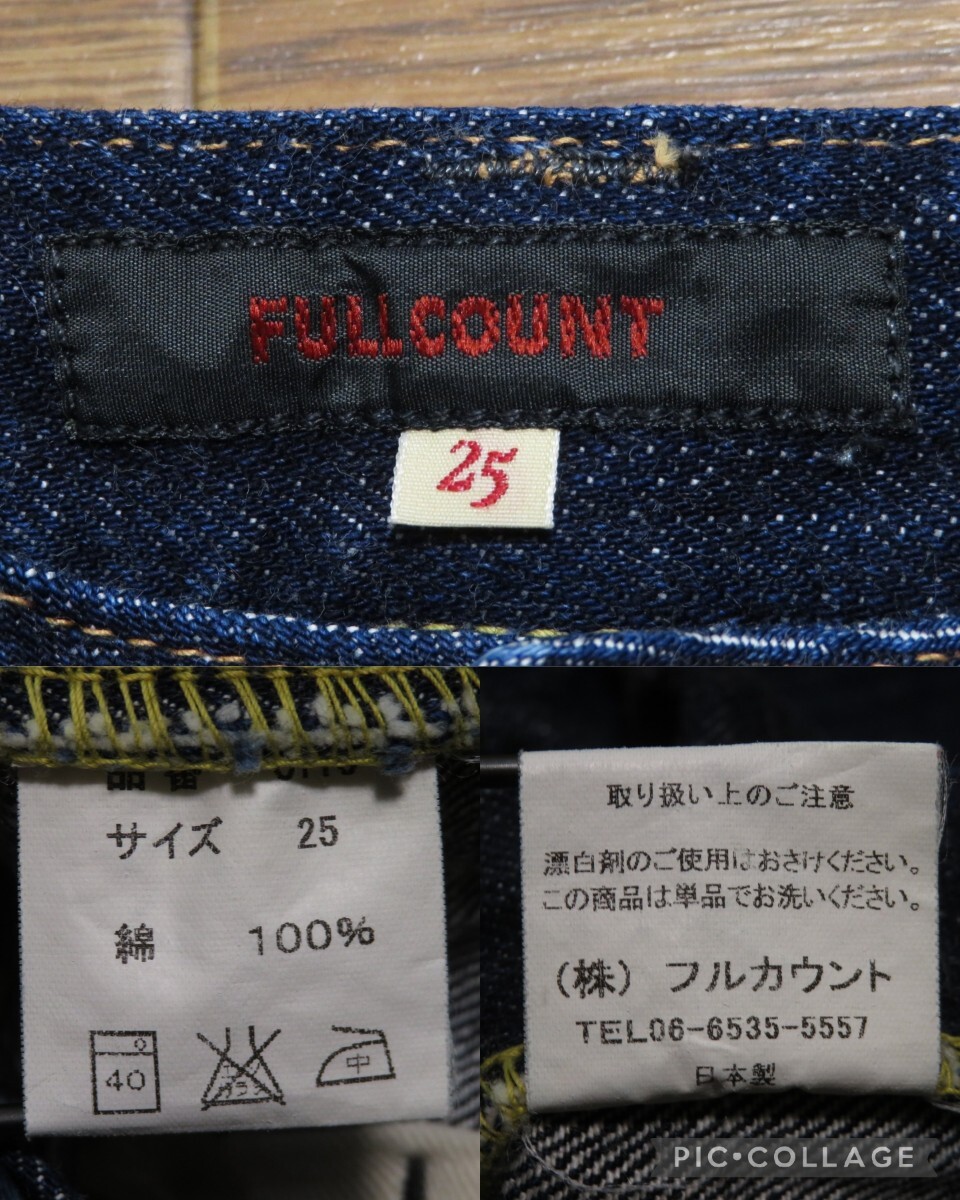 FULLCOUNT
25
品番
サイズ 25
綿 100%
40
中
取り扱い上のご注意
漂白剤のご使用はおさけください。
この商品は単品でお洗いください。
(株) フルカウント
TEL06-6535-5557
日本製
PIC•COLLAGE